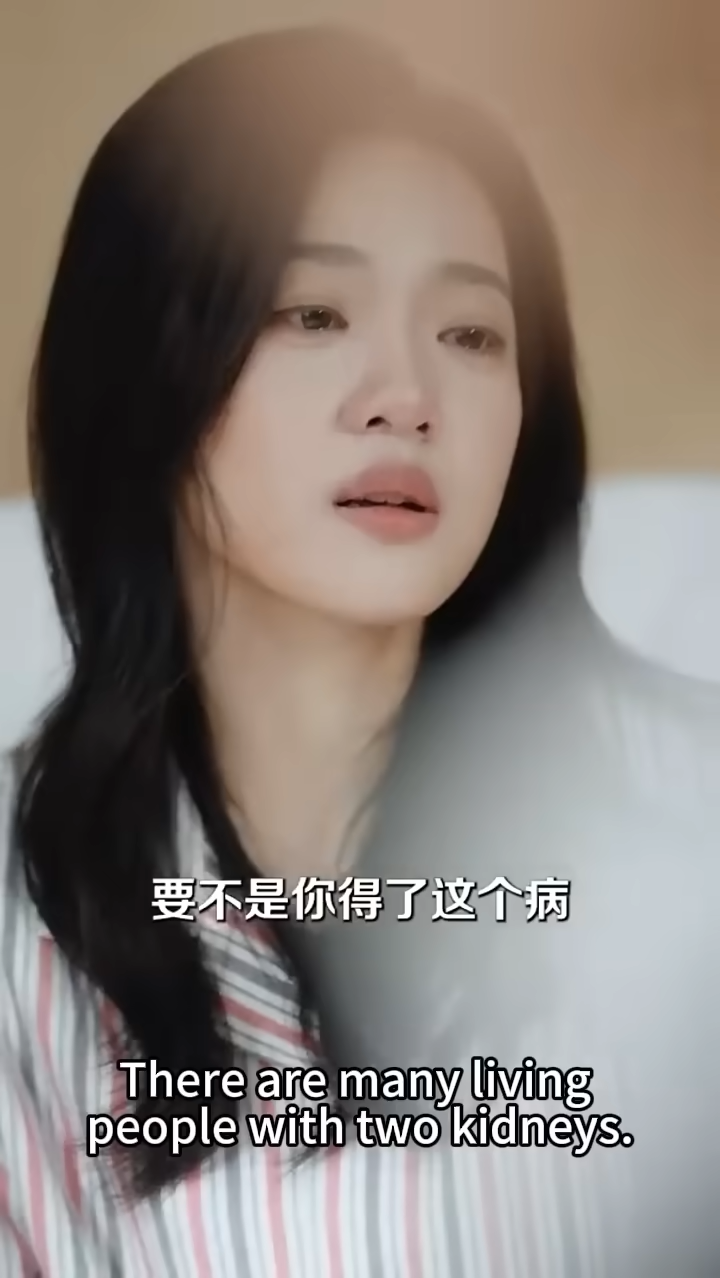 要不是你得了这个病
There are many living
people with two kidneys.